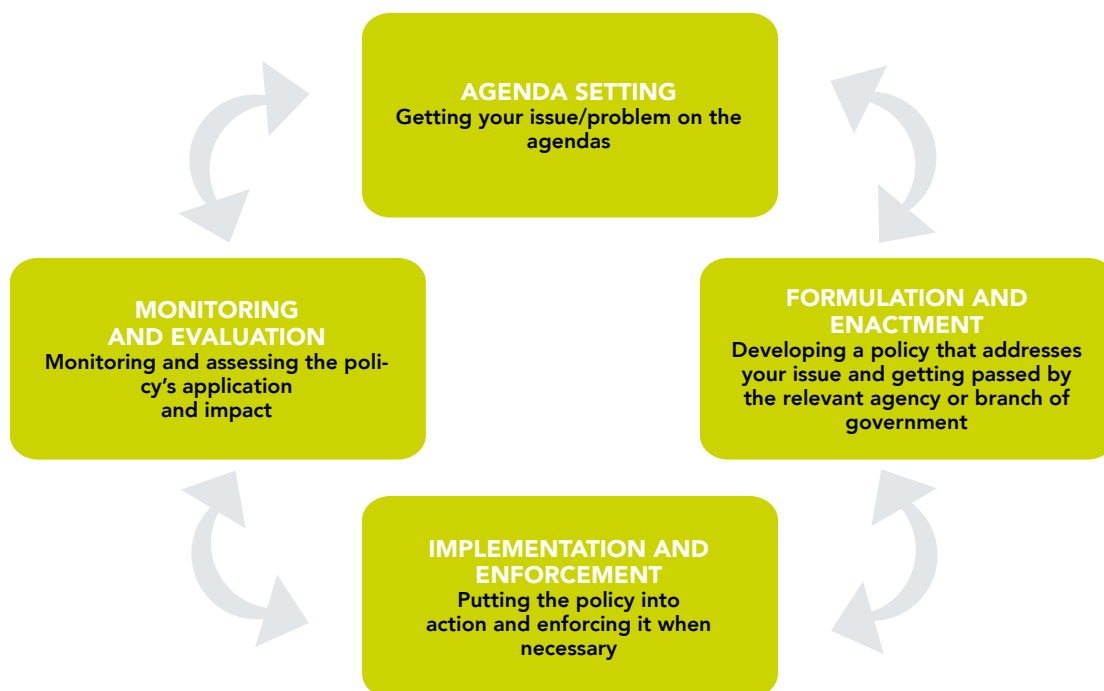 AGENDA SETTING
Getting your issue/problem on the
agendas
MONITORING
AND EVALUATION
Monitoring and assessing the poli-
cy's application
and impact
FORMULATION AND
ENACTMENT
Developing a policy that addresses
your issue and getting passed by
the relevant agency or branch of
government
IMPLEMENTATION AND
ENFORCEMENT
Putting the policy into
action and enforcing it when
necessary